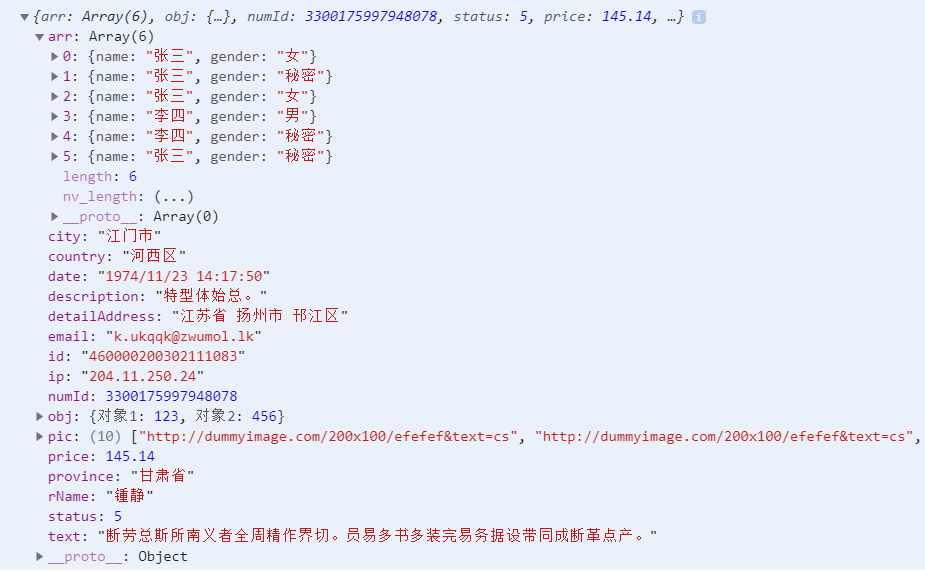 {arr: Array(6), obj: {…}, numId: 3300175997948078, status: 5, price: 145.14, …} i
arr: Array(6)
0: {name: "张三", gender: "女"}
1: {name: "张三", gender: "秘密"}
2: {name: "张三", gender: "女"}
3: {name: "李四", gender: "男"}
4: {name: "李四", gender: "秘密"}
5: {name: "张三", gender: "秘密"}
length: 6
nv_length: (...)
__proto__: Array(0)
city: "江门市"
country: "河西区"
date: "1974/11/23 14:17:50"
description: "特型体始总。"
detailAddress: "江苏省 扬州市 邗江区"
email: "k.ukqqk@zwumol.lk"
id: "460000200302111083"
ip: "204.11.250.24"
numId: 3300175997948078
obj: {对象1: 123, 对象2: 456}
pic: (10) ["http://dummyimage.com/200x100/efefef&text=cs", "http://dummyimage.com/200x100/efefef&text=cs",
price: 145.14
province: "甘肃省"
rName: "锺静"
status: 5
text: "断劳总斯所南义者全周精作界切。员易多书多装完易务据设带同成断革点产。"
__proto__: Object